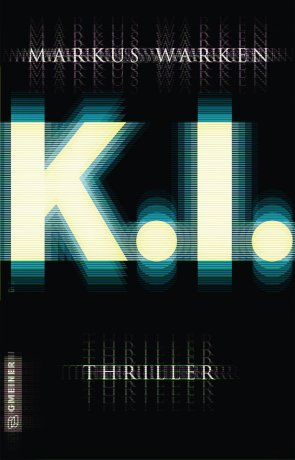 MARKUS WARKEN
K.I.
THRILLER
GMEINER